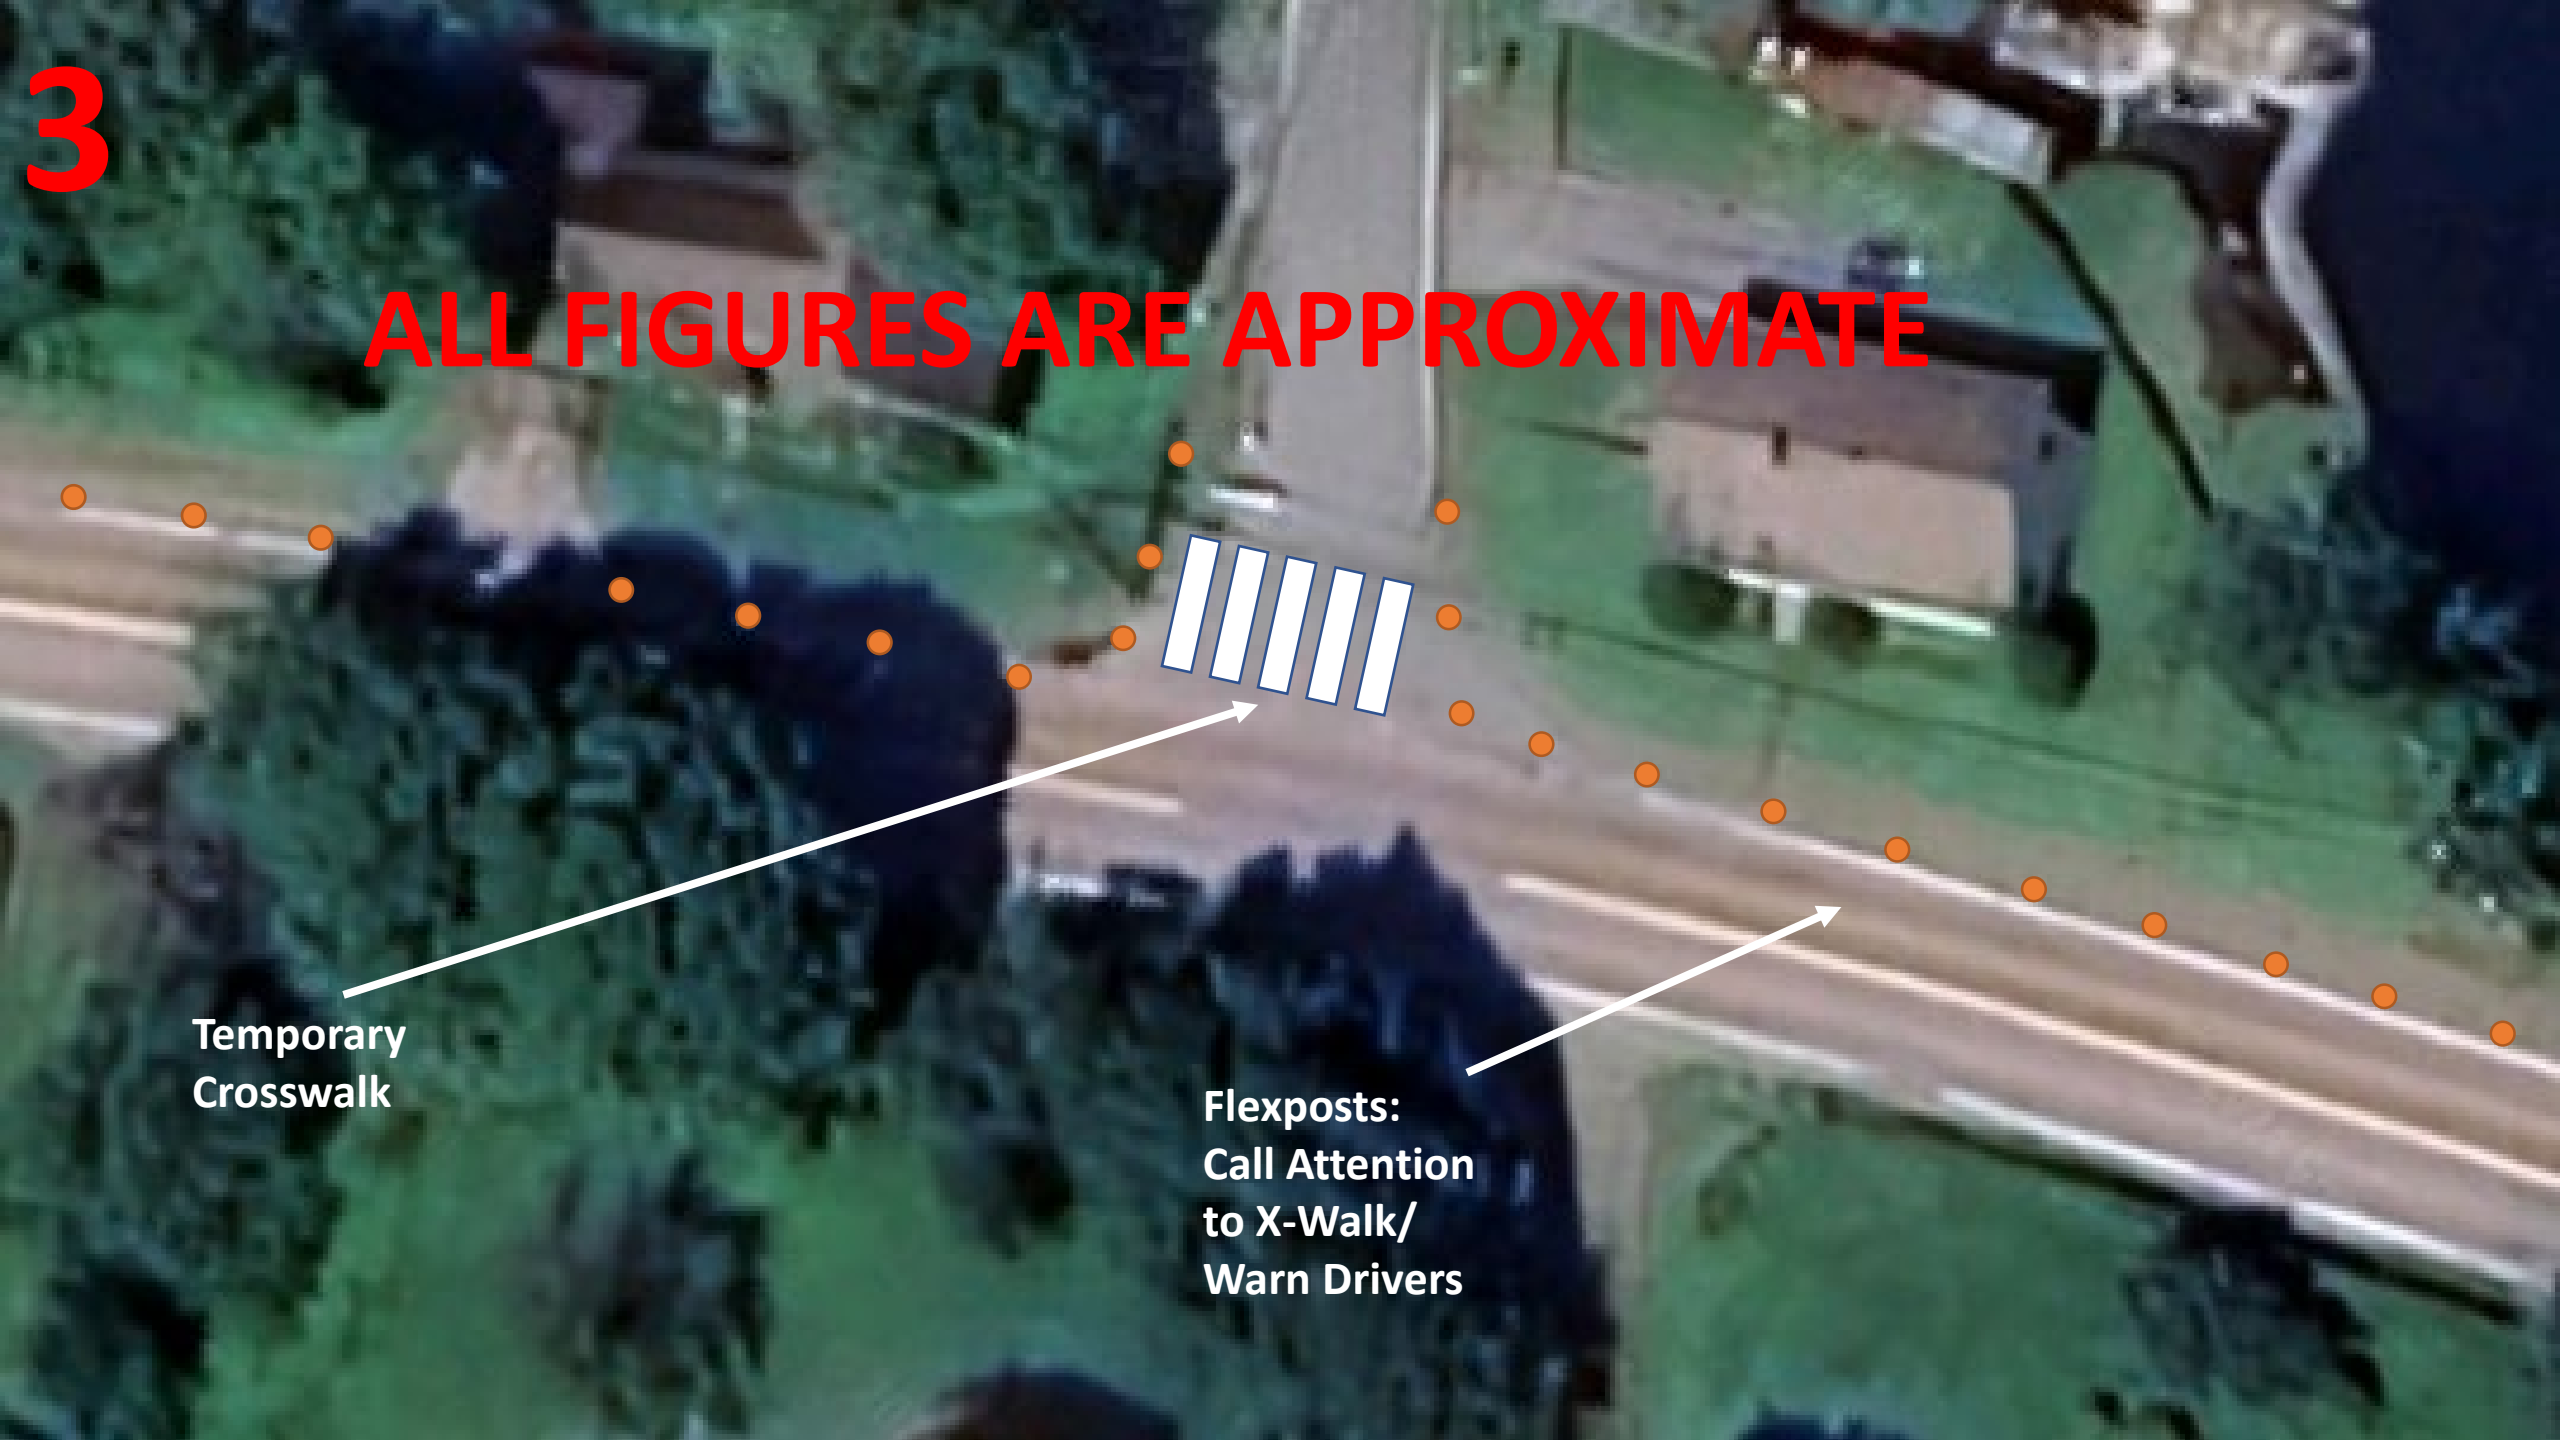 3
ALL FIGURES ARE APPROXIMATE
Temporary
Crosswalk
Flexposts:
Call Attention
to X-Walk/
Warn Drivers